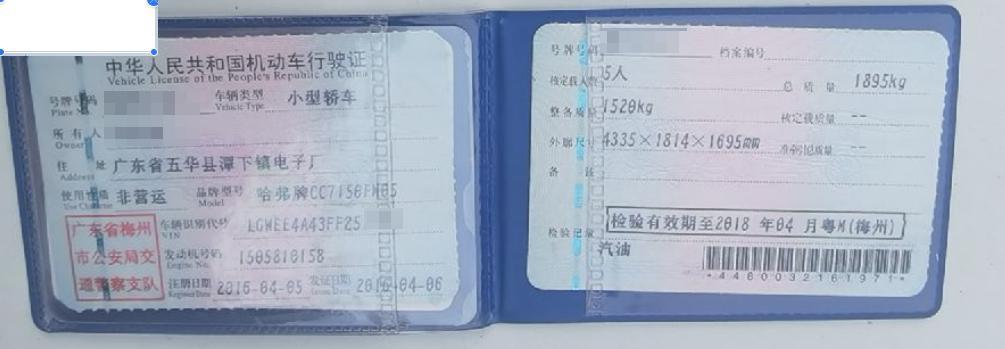 中华人民共和国机动车行驶证
Vehicle License of the People's Republic of China
号牌号码 车辆类型 小型轿车
Plate No. Vehicle Type
所有人
Owner
住址 广东省五华县潭下镇电子厂
Address
使用性质 非营运 品牌型号
Use Character Model 哈弗牌CC7150FM05
广东省梅州
市公安局交
通警察支队
车辆识别代号 LGWEE4A43FF25
VIN
发动机号码 1505810158
Engine No.
注册日期 2016-04-05 发证日期 2016-04-06
Register Date Issue Date
号牌号码 档案编号
核定载人数 5人 总质量 1895kg
整备质量 1520kg 核定载质量 --
外廓尺寸 4335×1814×1695mm 准牵引总质量 --
备注
检验有效期至2018年04月粤M(梅州)
检验记录
汽油
*4460032161971*